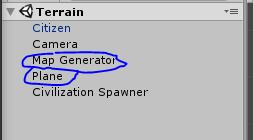 Terrain
Citizen
Camera
Map Generator
Plane
Civilization Spawner